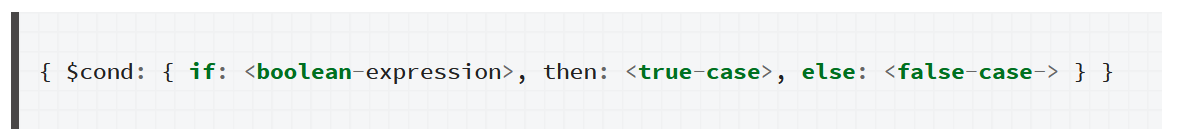 { $cond: { if: <boolean-expression>, then: <true-case>, else: <false-case-> } }